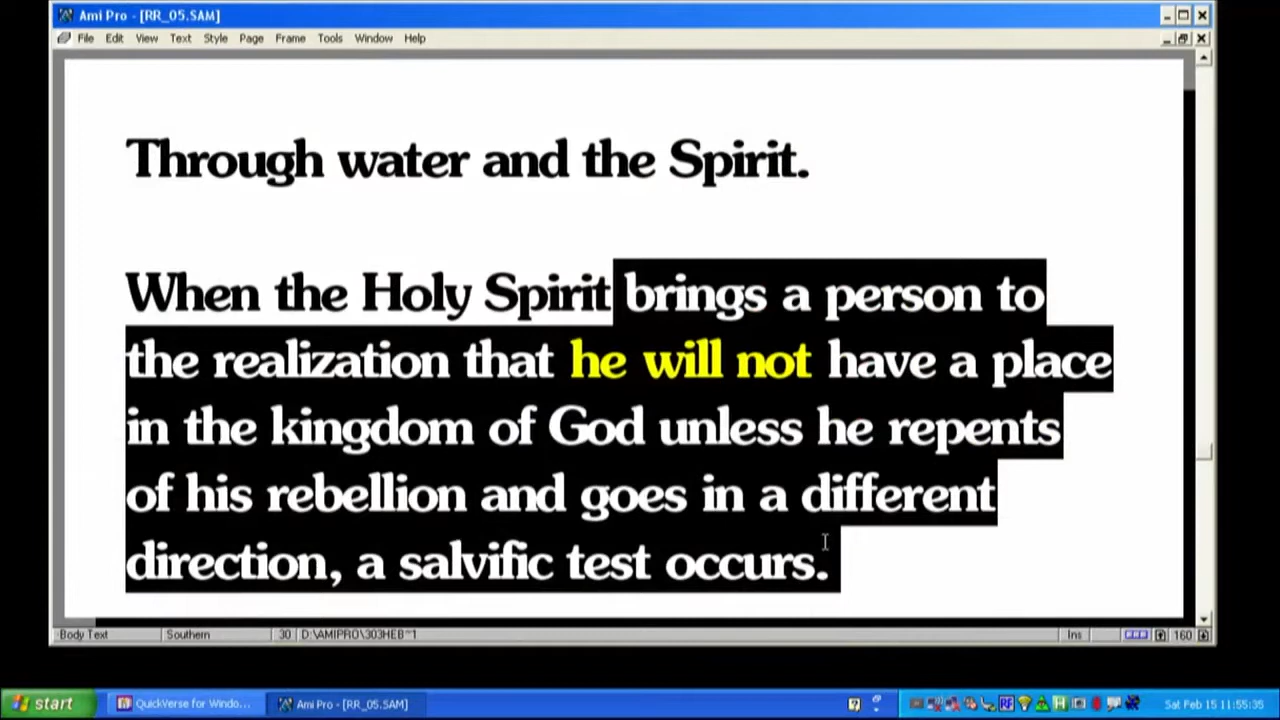 Ami Pro - [RR_05.SAM]
File Edit View Text Style Page Frame Tools Window Help
Through water and the Spirit.
When the Holy Spirit brings a person to
the realization that he will not have a place
in the kingdom of God unless he repents
of his rebellion and goes in a different
direction, a salvific test occurs.
Body Text Southern 30 D:\AMIPRO\303HEB~1 Ins 160
start QuickVerse for Windo... Ami Pro - [RR_05.SAM] ? RF H Sat Feb 15 11:55:35